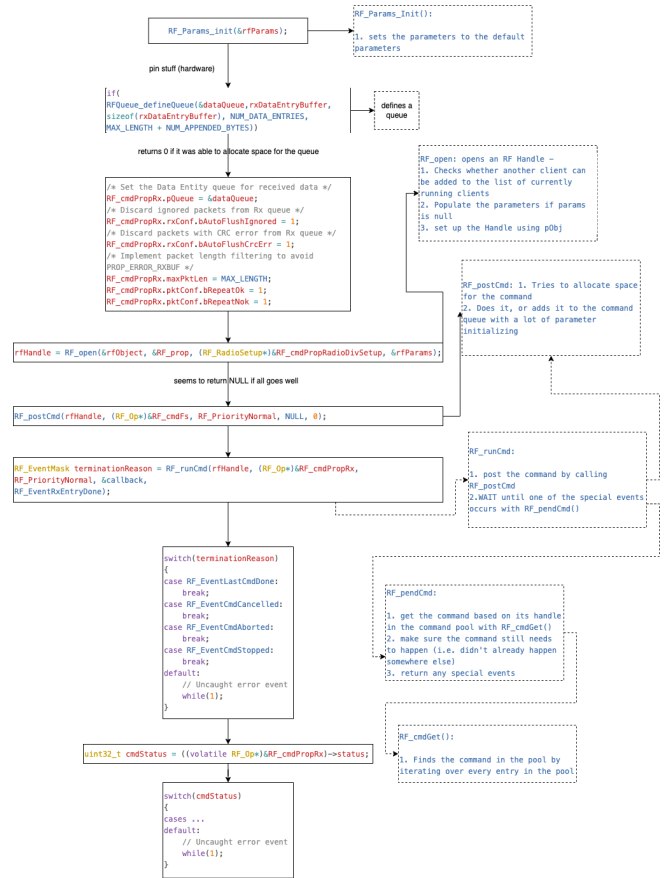 RF_Params_init(&rfParams);
RF_Params_Init():
1. sets the parameters to the default
parameters
pin stuff (hardware)
if(
RFQueue_defineQueue(&dataQueue,rxDataEntryBuffer,
sizeof(rxDataEntryBuffer), NUM_DATA_ENTRIES,
MAX_LENGTH + NUM_APPENDED_BYTES))
defines a
queue
returns 0 if it was able to allocate space for the queue
/* Set the Data Entity queue for received data */
RF_cmdPropRx.pQueue = &dataQueue;
/* Discard ignored packets from Rx queue */
RF_cmdPropRx.rxConf.bAutoFlushIgnored = 1;
/* Discard packets with CRC error from Rx queue */
RF_cmdPropRx.rxConf.bAutoFlushCrcErr = 1;
/* Implement packet length filtering to avoid
PROP_ERROR_RXBUF */
RF_cmdPropRx.maxPktLen = MAX_LENGTH;
RF_cmdPropRx.pktConf.bRepeatOk = 1;
RF_cmdPropRx.pktConf.bRepeatNok = 1;
RF_open: opens an RF Handle –
1. Checks whether another client can
be added to the list of currently
running clients
2. Populate the parameters if params
is null
3. set up the Handle using pObj
RF_postCmd: 1. Tries to allocate space
for the command
2. Does it, or adds it to the command
queue with a lot of parameter
initializing
rfHandle = RF_open(&rfObject, &RF_prop, (RF_RadioSetup*)&RF_cmdPropRadioDivSetup, &rfParams);
seems to return NULL if all goes well
RF_postCmd(rfHandle, (RF_Op*)&RF_cmdFs, RF_PriorityNormal, NULL, 0);
RF_EventMask terminationReason = RF_runCmd(rfHandle, (RF_Op*)&RF_cmdPropRx,
RF_PriorityNormal, &callback,
RF_EventRxEntryDone);
RF_runCmd:
1. post the command by calling
RF_postCmd
2.WAIT until one of the special events
occurs with RF_pendCmd()
switch(terminationReason)
{
case RF_EventLastCmdDone:
break;
case RF_EventCmdCancelled:
break;
case RF_EventCmdAborted:
break;
case RF_EventCmdStopped:
break;
default:
// Uncaught error event
while(1);
}
RF_pendCmd:
1. get the command based on its handle
in the command pool with RF_cmdGet()
2. make sure the command still needs
to happen (i.e. didn't already happen
somewhere else)
3. return any special events
RF_cmdGet():
1. Finds the command in the pool by
iterating over every entry in the pool
uint32_t cmdStatus = ((volatile RF_Op*)&RF_cmdPropRx)->status;
switch(cmdStatus)
{
cases ...
default:
// Uncaught error event
while(1);
}